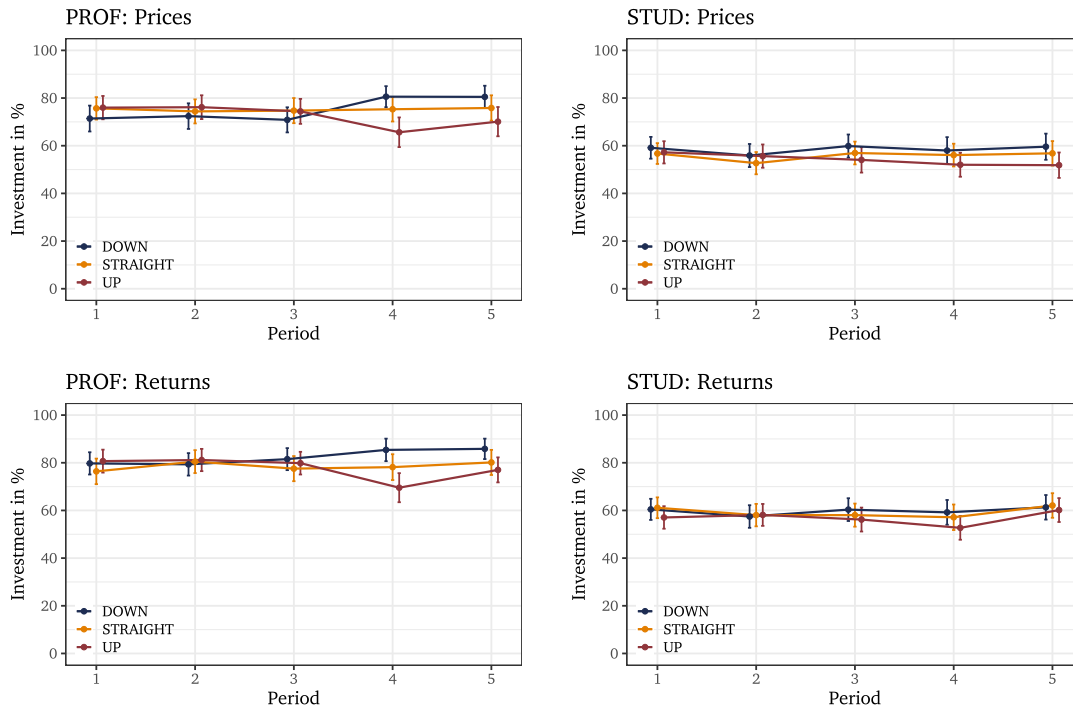 PROF: Prices
Investment in %
100
80
60
40
20
0
DOWN
STRAIGHT
UP
1 2 3 4 5
Period
STUD: Prices
Investment in %
100
80
60
40
20
0
DOWN
STRAIGHT
UP
1 2 3 4 5
Period
PROF: Returns
Investment in %
100
80
60
40
20
0
DOWN
STRAIGHT
UP
1 2 3 4 5
Period
STUD: Returns
Investment in %
100
80
60
40
20
0
DOWN
STRAIGHT
UP
1 2 3 4 5
Period